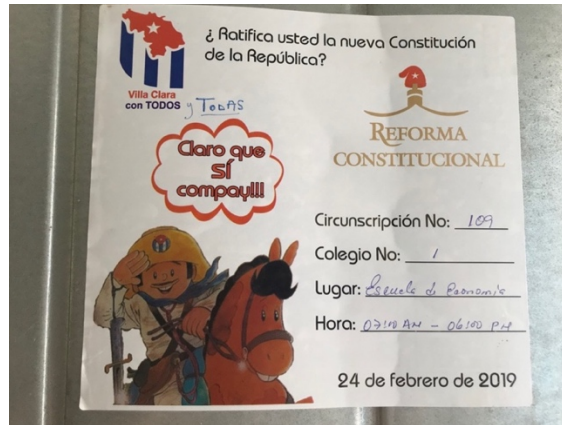 ¿ Ratifica usted la nueva Constitución
de la República?
Villa Clara
con TODOS y TODAS
Claro que
SÍ
compay!!!
REFORMA
CONSTITUCIONAL
Circunscripción No: 109
Colegio No: 1
Lugar: Escuela de Economía
Hora: 07:00 AM - 06:00 PM
24 de febrero de 2019